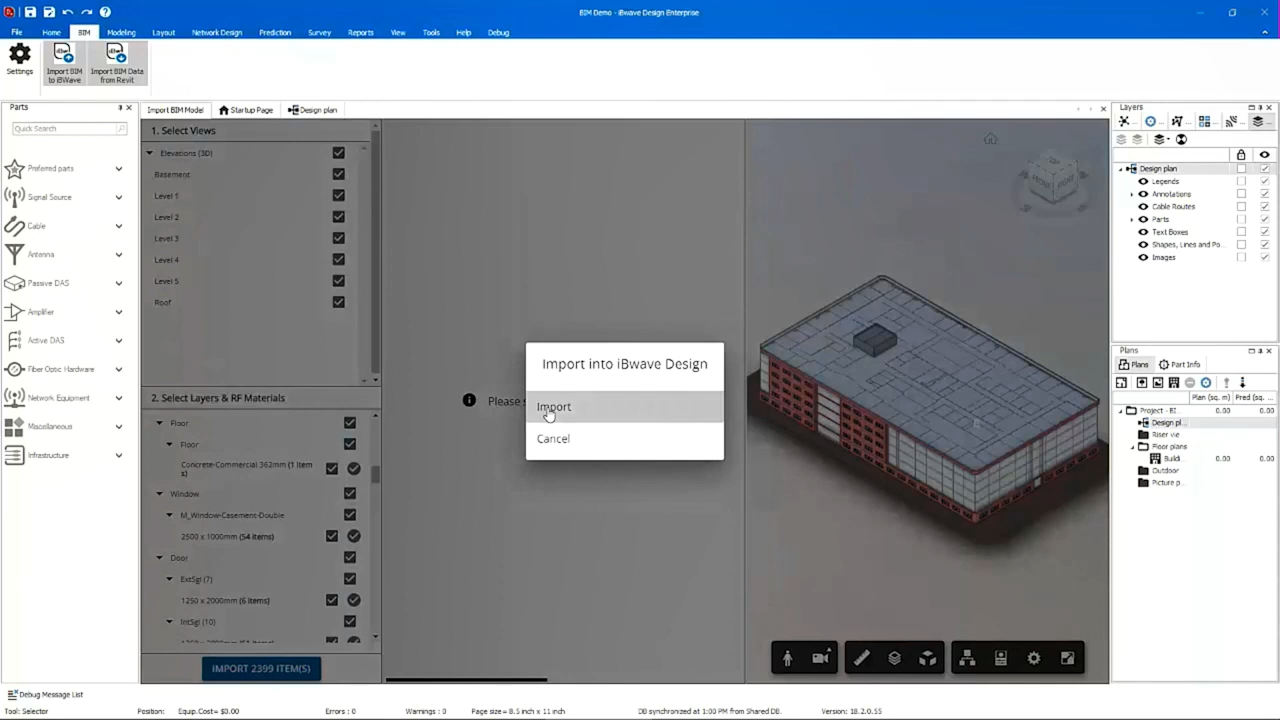 BIM Demo - iBwave Design Enterprise
File Home BIM Modeling Layout Network Design Prediction Survey Reports View Tools Help Debug
Settings
Import BIM
to iBwave
Import BIM Data
from Revit
Parts
Quick Search
Preferred parts
Signal Source
Cable
Antenna
Passive DAS
Amplifier
Active DAS
Fiber Optic Hardware
Network Equipment
Miscellaneous
Infrastructure
Import BIM Model Startup Page Design plan
1. Select Views
Elevations (3D)
Basement
Level 1
Level 2
Level 3
Level 4
Level 5
Roof
2. Select Layers & RF Materials
Floor
Floor
Concrete-Commercial 362mm (1 item
x)
Window
M_Window-Casement-Double
2500 x 1000mm (54 items)
Door
ExtSgl (7)
1250 x 2000mm (6 items)
IntSgl (10)
IMPORT 2399 ITEM(S)
Please s
Import into iBwave Design
Import
Cancel
FRONT
Layers
Design plan
Legends
Annotations
Cable Routes
Parts
Text Boxes
Shapes, Lines and Po...
Images
Plans
Plans Part Info
Plan (sq. m) Pred (sq. m)
Project - BI... 0.00 0.00
Design pl...
Riser vie
Floor plans
Buildi... 0.00 0.00
Outdoor
Picture p...
Debug Message List
Tool: Selector Position: Equip.Cost= $0.00 Errors : 0 Warnings : 0 Page size= 8.5 inch x 11 inch DB synchronized at 1:00 PM from Shared DB. Version: 18.2.0.55